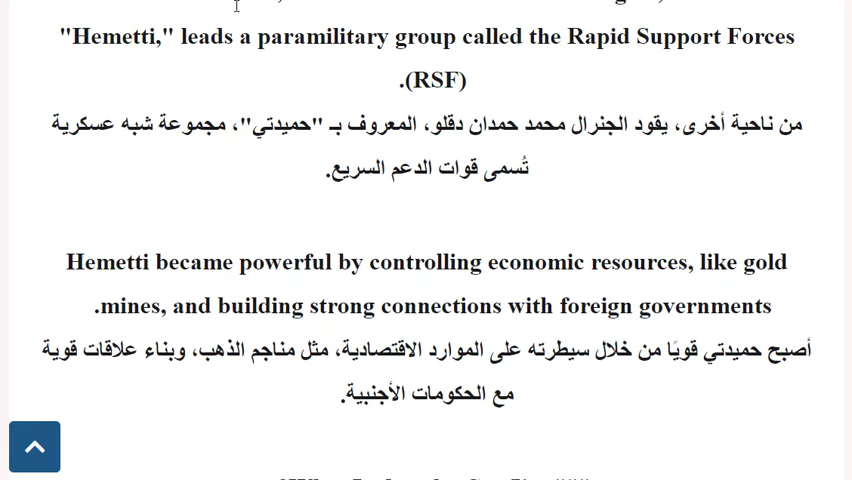 "Hemetti," leads a paramilitary group called the Rapid Support Forces
.(RSF)
من ناحية أخرى، يقود الجنرال محمد حمدان دقلو، المعروف بـ "حميدتي"، مجموعة شبه عسكرية
تُسمى قوات الدعم السريع.
Hemetti became powerful by controlling economic resources, like gold
.mines, and building strong connections with foreign governments
أصبح حميدتي قويًا من خلال سيطرته على الموارد الاقتصادية، مثل مناجم الذهب، وبناء علاقات قوية
مع الحكومات الأجنبية.